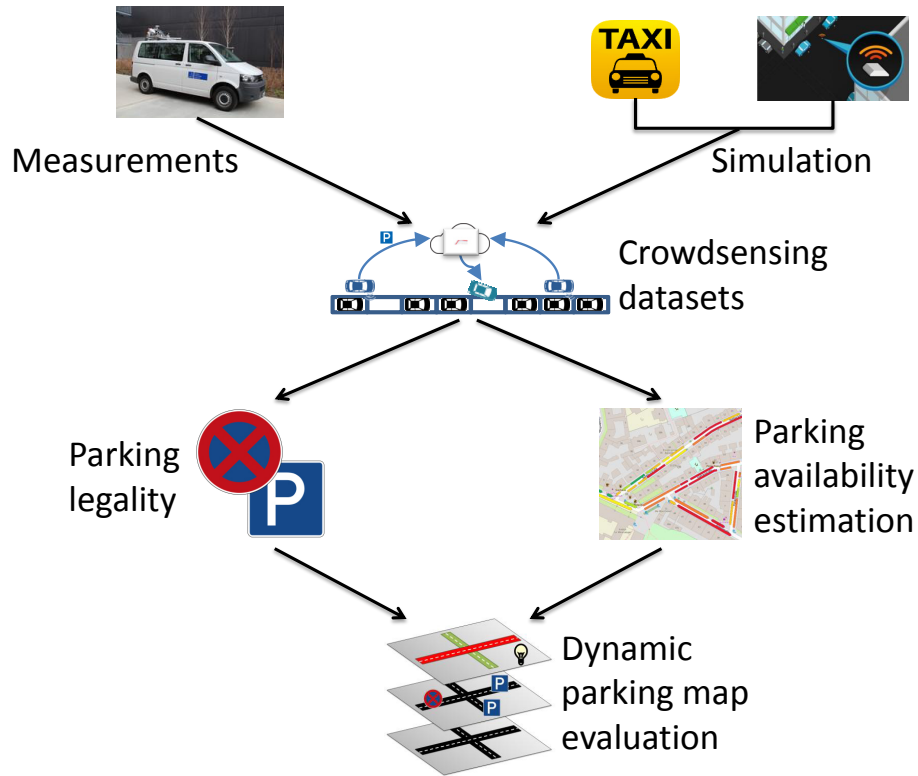 TAXI
Measurements
Simulation
P
Crowdsensing
datasets
Parking
legality
P
Parking
availability
estimation
Dynamic
parking map
evaluation
P
P